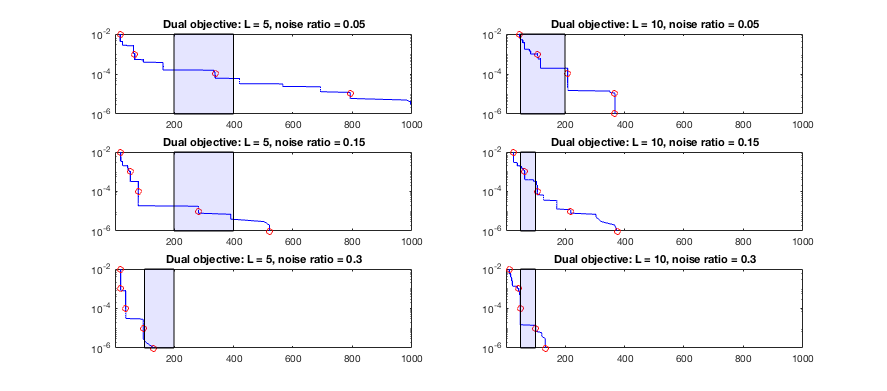 Dual objective: L = 5, noise ratio = 0.05
10^-2
10^-4
10^-6
200 400 600 800 1000
Dual objective: L = 10, noise ratio = 0.05
10^-2
10^-4
10^-6
200 400 600 800 1000
Dual objective: L = 5, noise ratio = 0.15
10^-2
10^-4
10^-6
200 400 600 800 1000
Dual objective: L = 10, noise ratio = 0.15
10^-2
10^-4
10^-6
200 400 600 800 1000
Dual objective: L = 5, noise ratio = 0.3
10^-2
10^-4
10^-6
200 400 600 800 1000
Dual objective: L = 10, noise ratio = 0.3
10^-2
10^-4
10^-6
200 400 600 800 1000